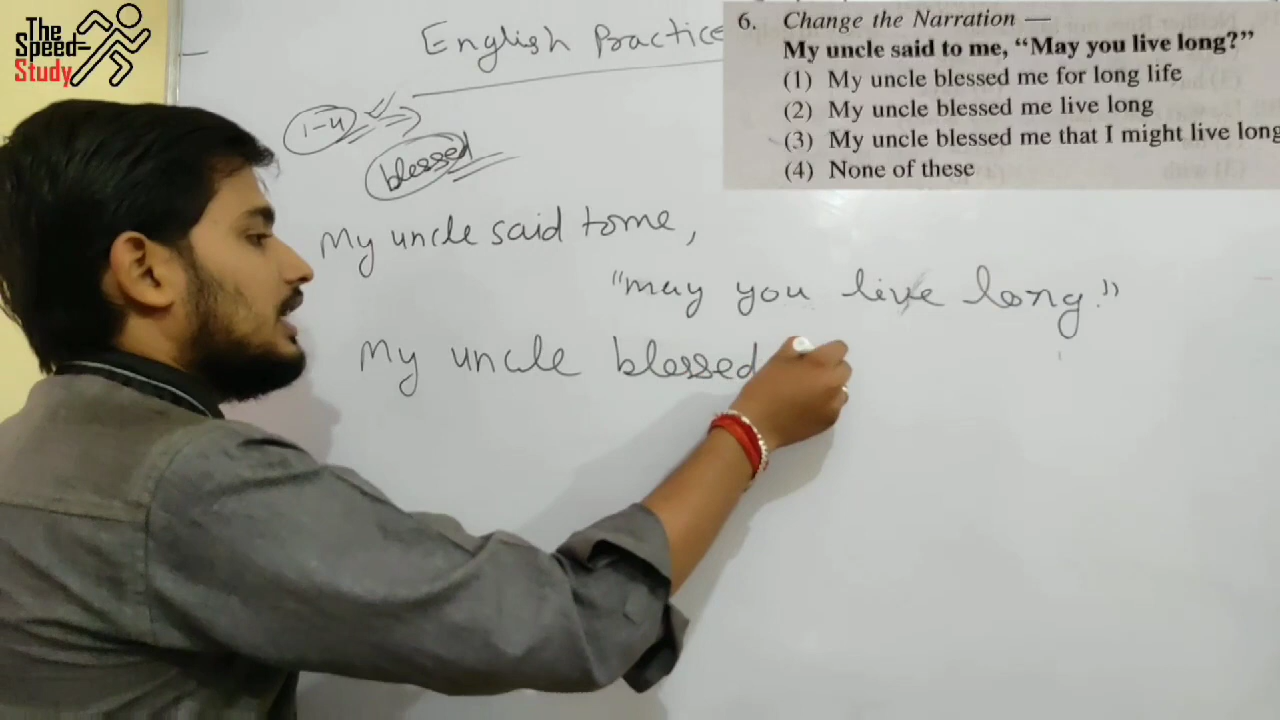 The
Speed-
Study
English Practice
6. Change the Narration —
My uncle said to me, “May you live long?”
(1) My uncle blessed me for long life
(2) My uncle blessed me live long
(3) My uncle blessed me that I might live long
(4) None of these
1-4
blessed
My uncle said to me,
"may you live long."
My uncle blessed